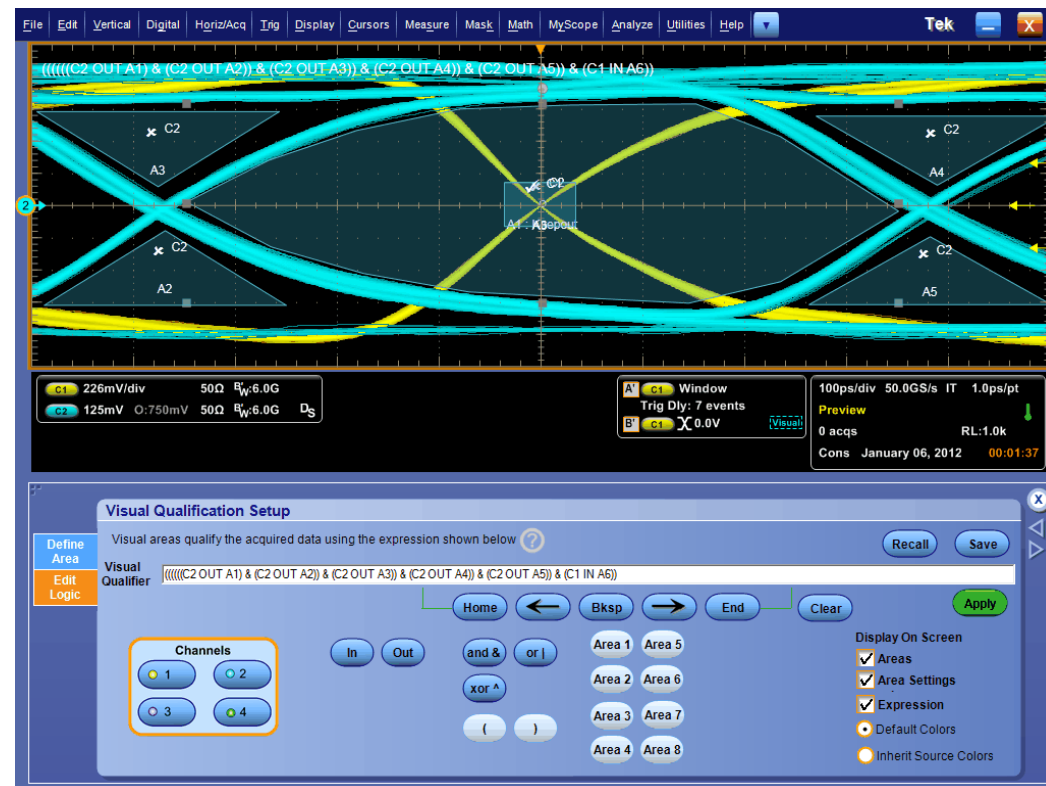 File Edit Vertical Digital Horiz/Acq Trig Display Cursors Measure Mask Math MyScope Analyze Utilities Help Tek X
((((((C2 OUT A1) & (C2 OUT A2)) & (C2 OUT A3)) & (C2 OUT A4)) & (C2 OUT A5)) & (C1 IN A6))
C2 C2
A3 A4
C2
2
A1 : Keepout
C2 C2
A2 A5
C1 226mV/div 50Ω BW:6.0G
C2 125mV O:750mV 50Ω BW:6.0G DS
A' C1 Window
Trig Dly: 7 events
B' C1 0.0V Visual
100ps/div 50.0GS/s IT 1.0ps/pt
Preview
0 acqs RL:1.0k
Cons January 06, 2012 00:01:37
X
Visual Qualification Setup
Define Area
Edit Logic
Visual areas qualify the acquired data using the expression shown below ?
Recall Save
Visual Qualifier
((((((C2 OUT A1) & (C2 OUT A2)) & (C2 OUT A3)) & (C2 OUT A4)) & (C2 OUT A5)) & (C1 IN A6))
Home ← Bksp → End Clear Apply
Channels
1 2
3 4
In Out
and & or |
xor ^
( )
Area 1 Area 5
Area 2 Area 6
Area 3 Area 7
Area 4 Area 8
Display On Screen
Areas
Area Settings
Expression
Default Colors
Inherit Source Colors